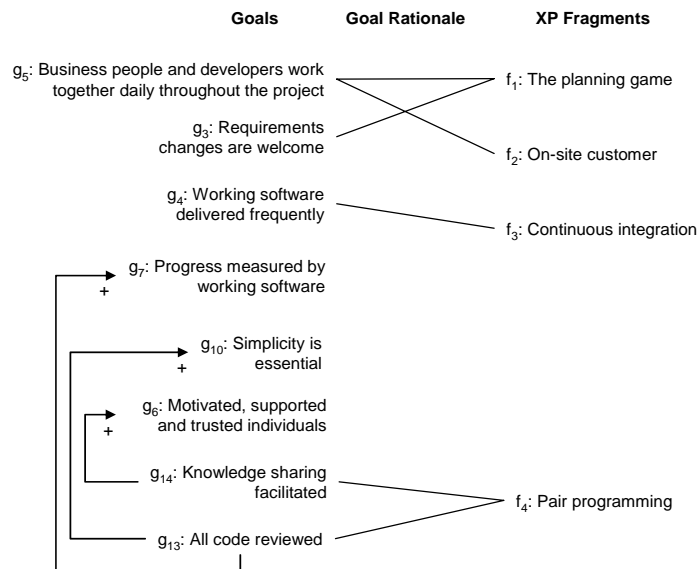 Goals Goal Rationale XP Fragments
g5: Business people and developers work
together daily throughout the project
f1: The planning game
g3: Requirements
changes are welcome
f2: On-site customer
g4: Working software
delivered frequently
f3: Continuous integration
g7: Progress measured by
working software
+
g10: Simplicity is
essential
+
g6: Motivated, supported
and trusted individuals
+
g14: Knowledge sharing
facilitated
f4: Pair programming
g13: All code reviewed